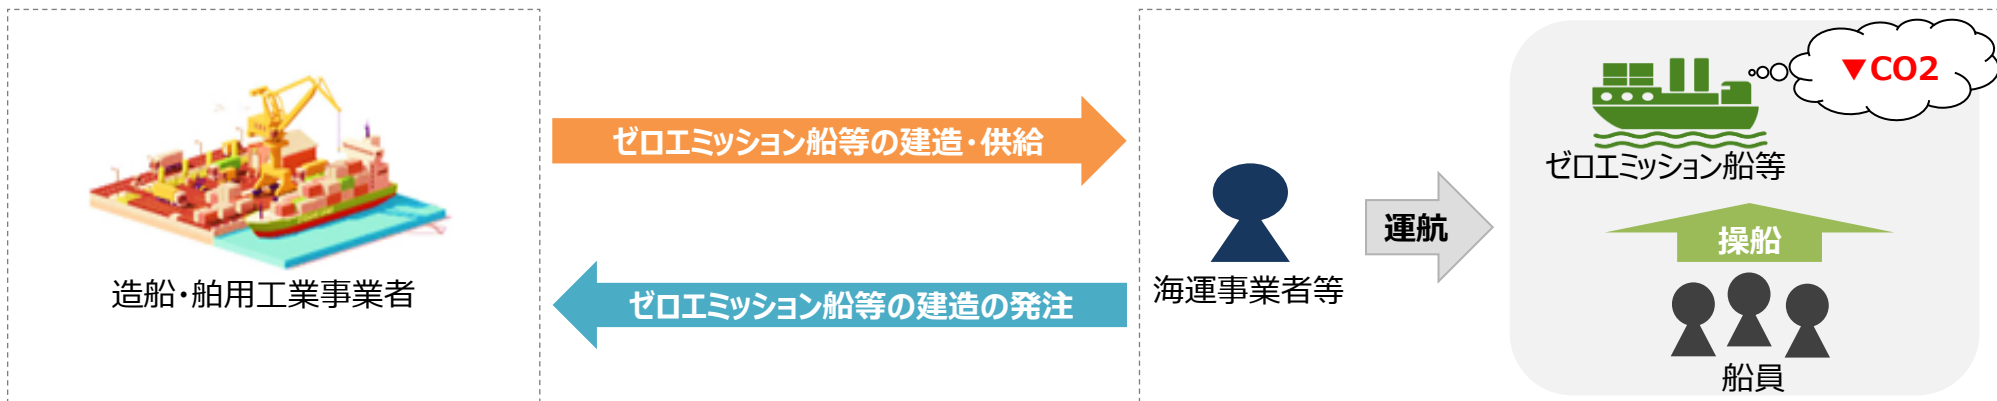 造船・舶用工業事業者
ゼロエミッション船等の建造・供給
ゼロエミッション船等の建造の発注
海運事業者等
運航
▼CO2
ゼロエミッション船等
操船
船員